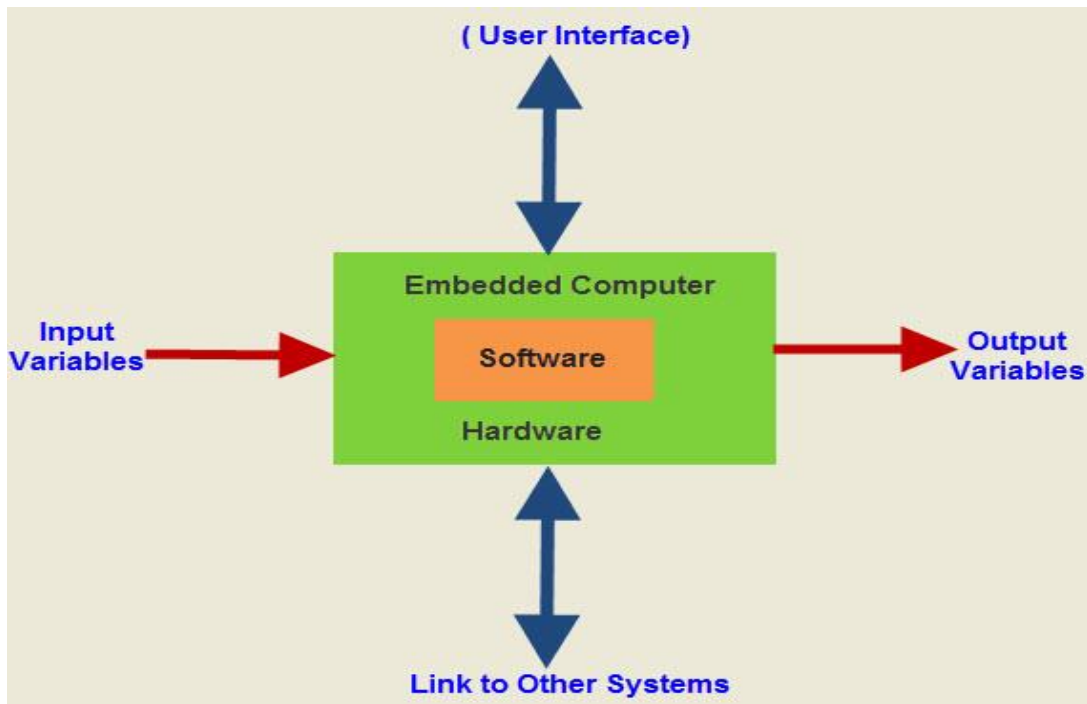 ( User Interface)
Embedded Computer
Input
Variables
Software
Output
Variables
Hardware
Link to Other Systems